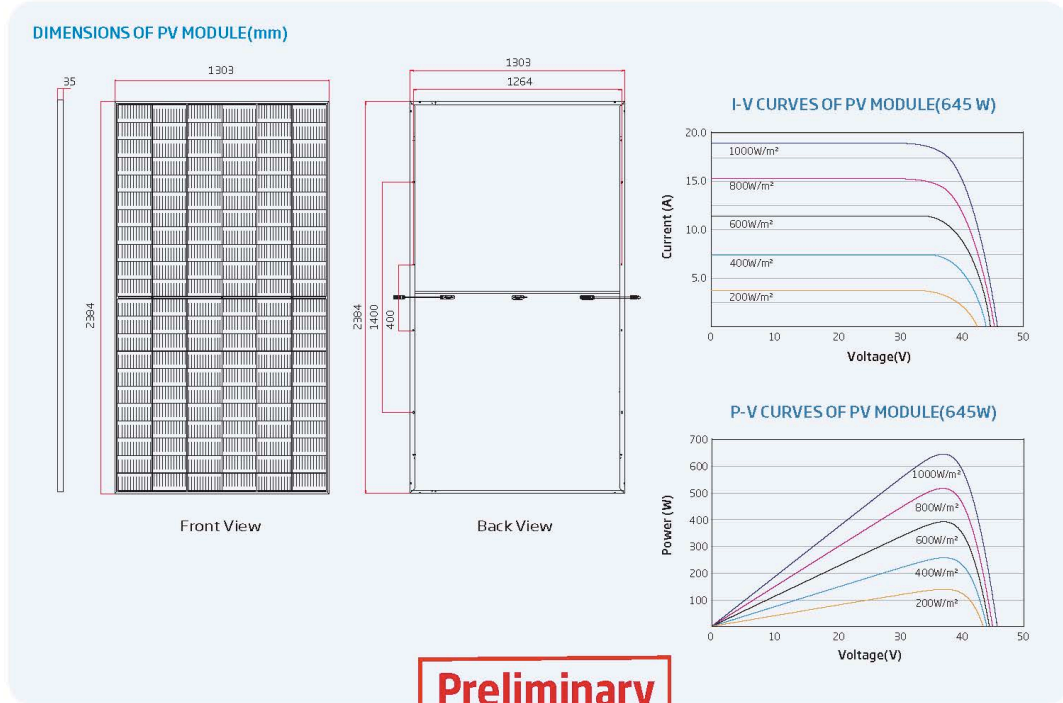 DIMENSIONS OF PV MODULE(mm)
35
1303
2384
Front View
1303
1264
2384
1400
400
Back View
I-V CURVES OF PV MODULE(645 W)
Current (A)
20.0
15.0
10.0
5.0
1000W/m²
800W/m²
600W/m²
400W/m²
200W/m²
0
10
20
30
40
50
Voltage(V)
P-V CURVES OF PV MODULE(645W)
Power (W)
700
600
500
400
300
200
100
1000W/m²
800W/m²
600W/m²
400W/m²
200W/m²
0
10
20
30
40
50
Voltage(V)
Preliminary